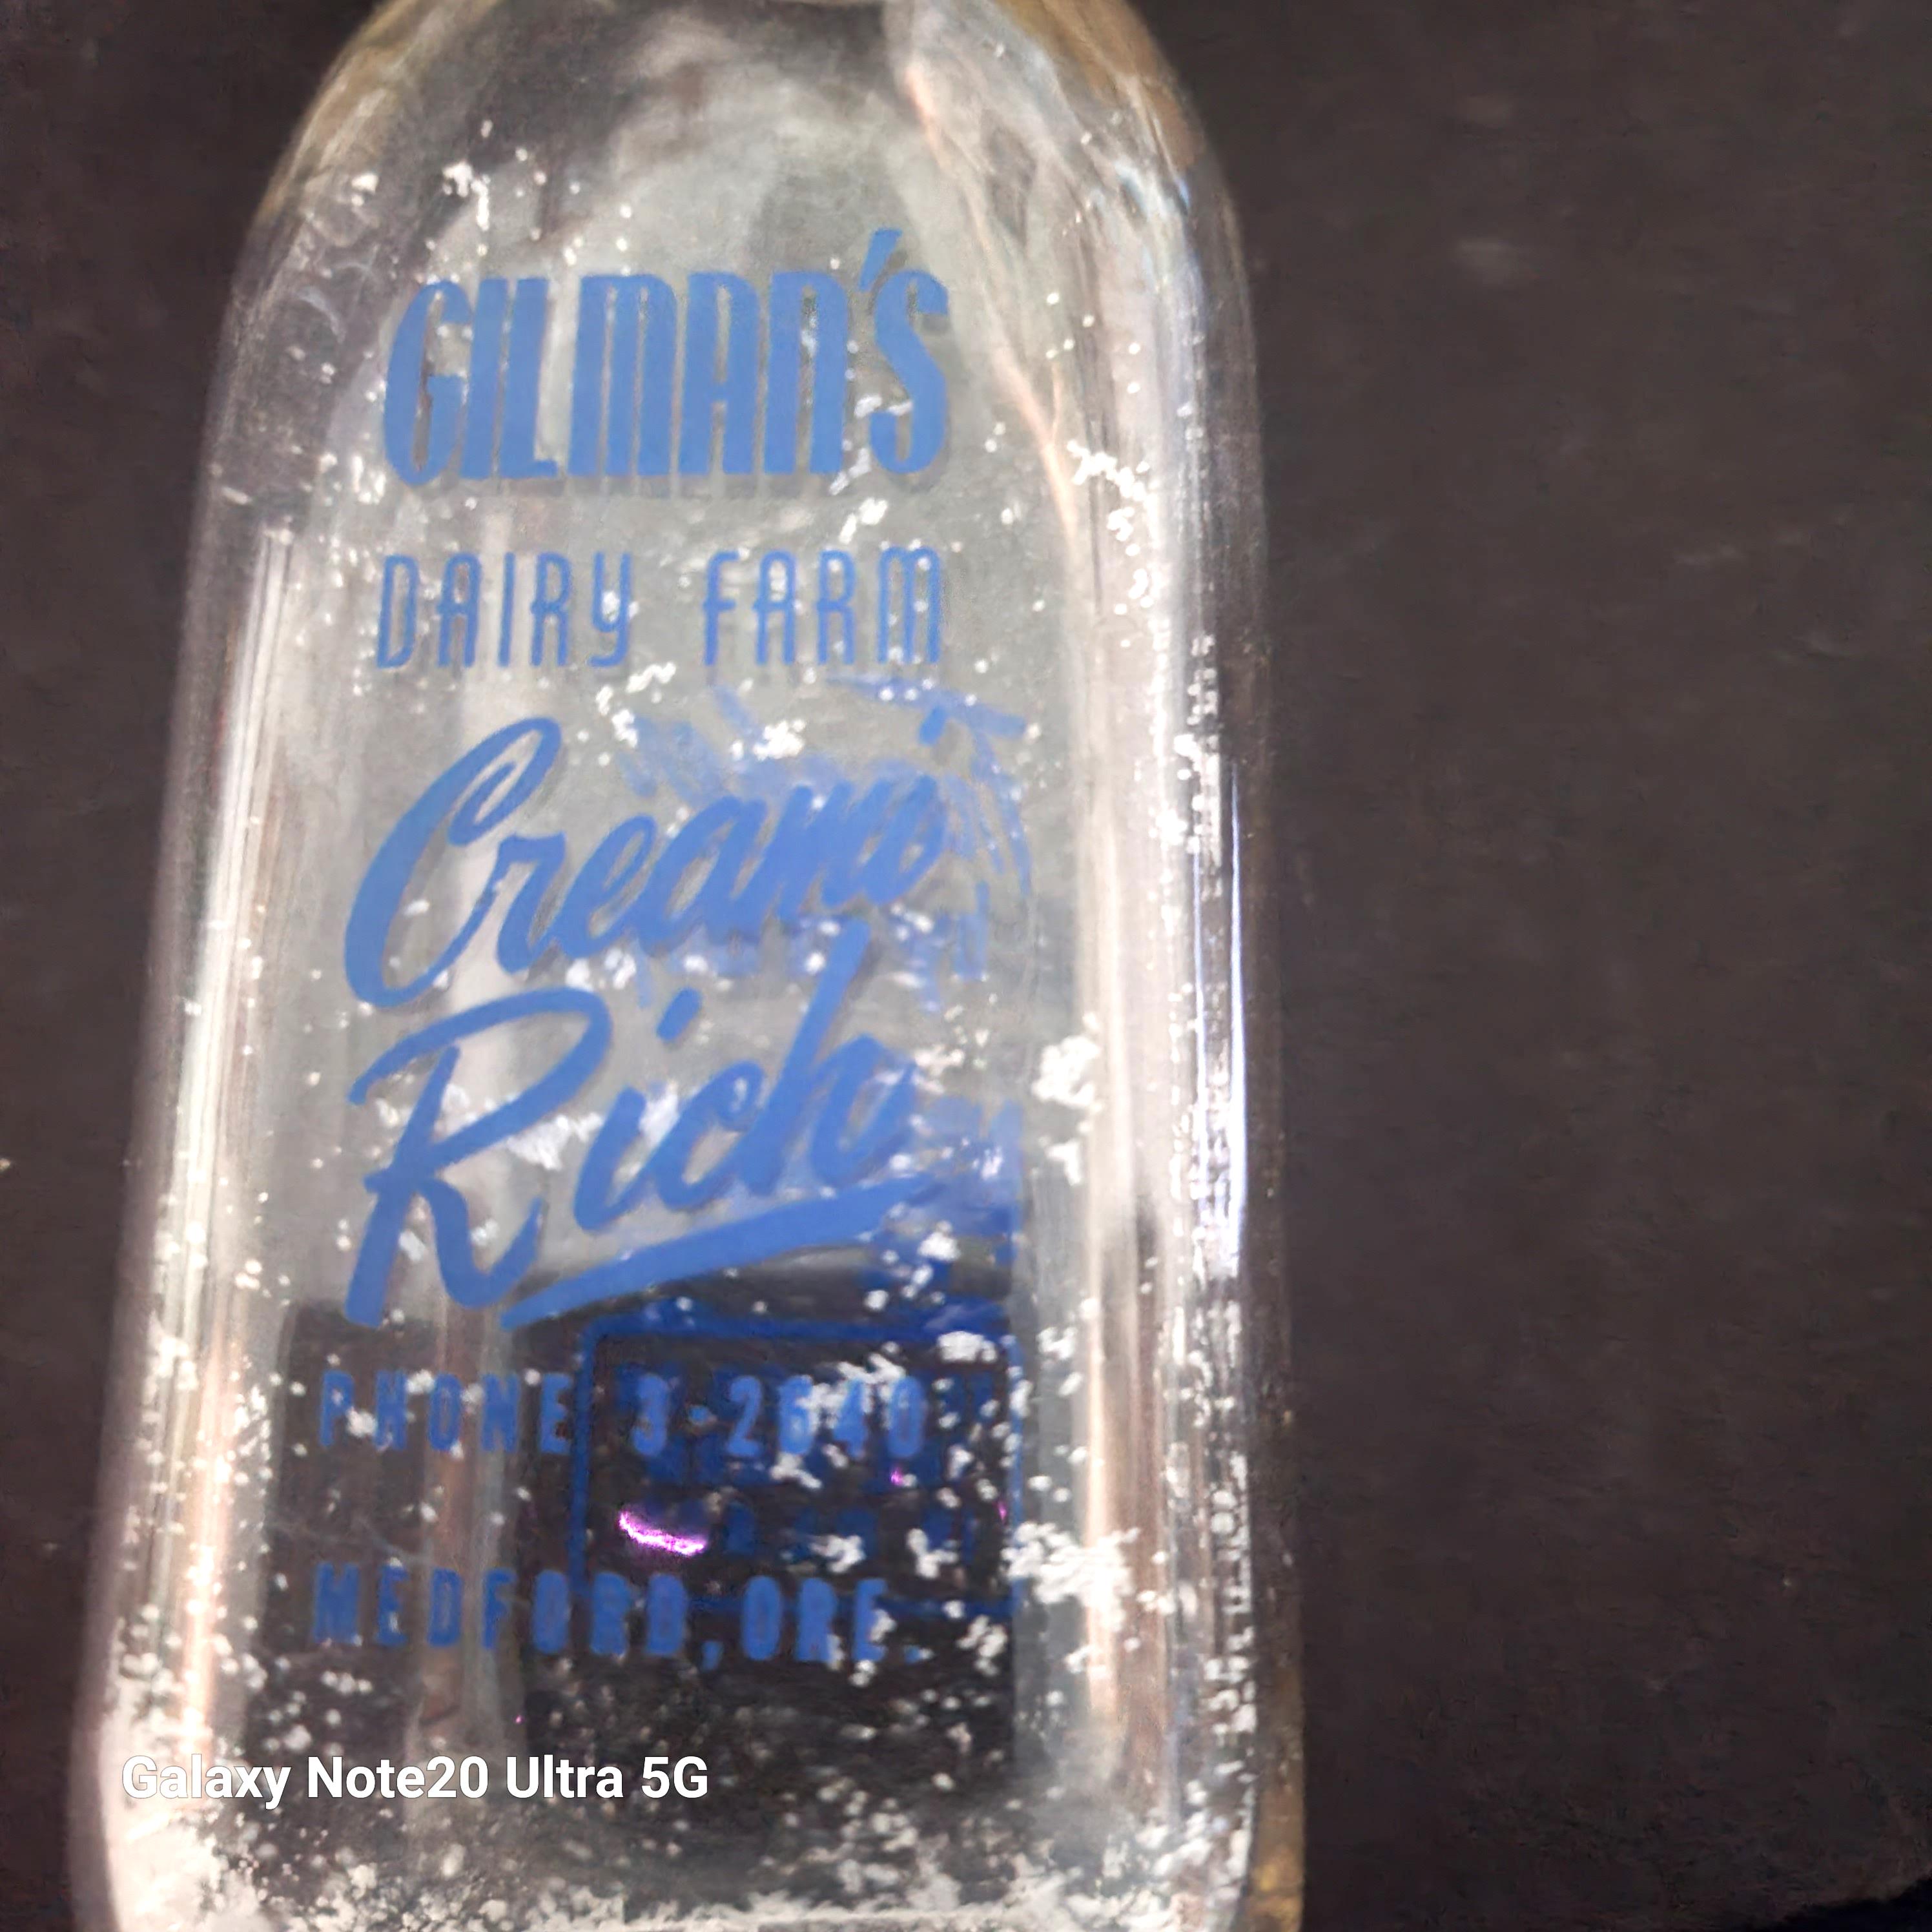 GILMAN'S
DAIRY FARM
Cream
Rich
PHONE 3-2640
MEDFORD, ORE.
Galaxy Note20 Ultra 5G